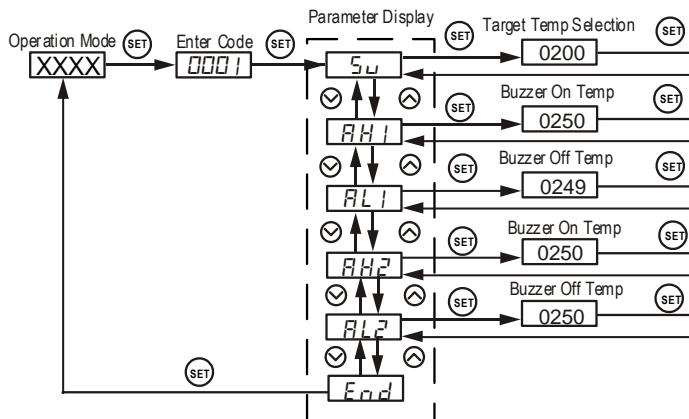 Parameter Display
Operation Mode SET Enter Code SET SET Target Temp Selection SET
XXXX 0001 Su 0200
SET Buzzer On Temp SET
AH1 0250
SET Buzzer Off Temp SET
AL1 0249
SET Buzzer On Temp SET
AH2 0250
SET Buzzer Off Temp SET
AL2 0250
SET
End